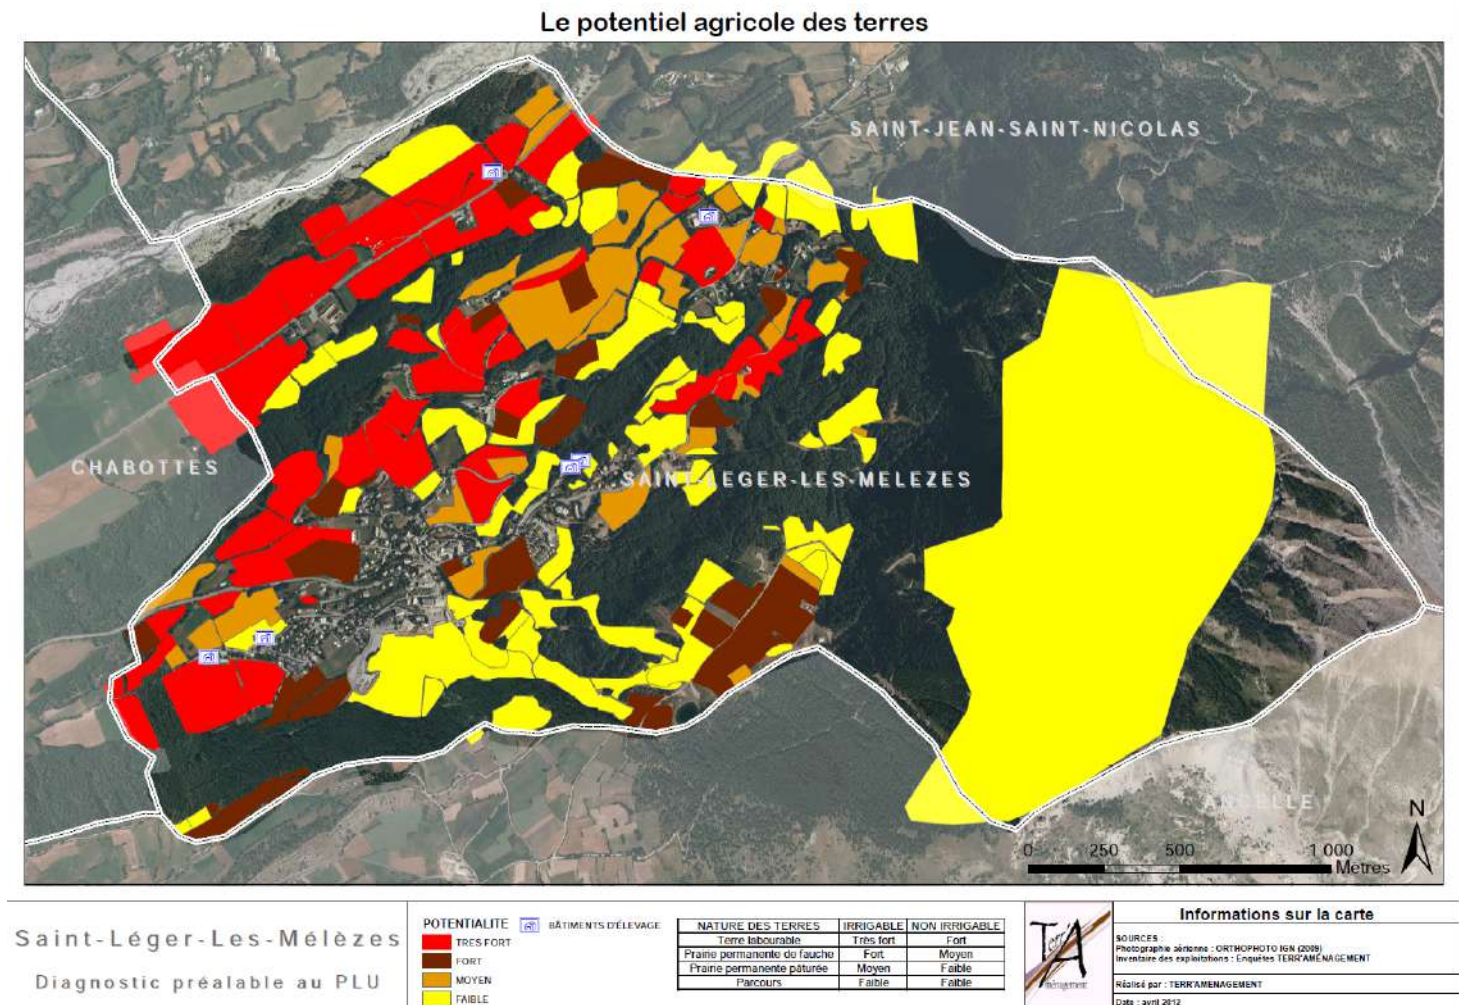 Le potentiel agricole des terres
SAINT-JEAN-SAINT-NICOLAS
CHABOTTES
SAINT-LEGER-LES-MELEZES
ANCELLE
N
0 250 500 1 000
Mètres
Saint-Léger-Les-Mélèzes
Diagnostic préalable au PLU
POTENTIALITE
BÂTIMENTS D'ÉLEVAGE
TRES FORT
FORT
MOYEN
FAIBLE
NATURE DES TERRES IRRIGABLE NON IRRIGABLE
Terre labourable Très fort Fort
Prairie permanente de fauche Fort Moyen
Prairie permanente pâturée Moyen Faible
Parcours Faible Faible
Terr'A
ménagement
Informations sur la carte
SOURCES :
Photographie aérienne : ORTHOPHOTO IGN (2009)
Inventaire des exploitations : Enquêtes TERR'AMÉNAGEMENT
Réalisé par : TERR'AMENAGEMENT
Date : avril 2012